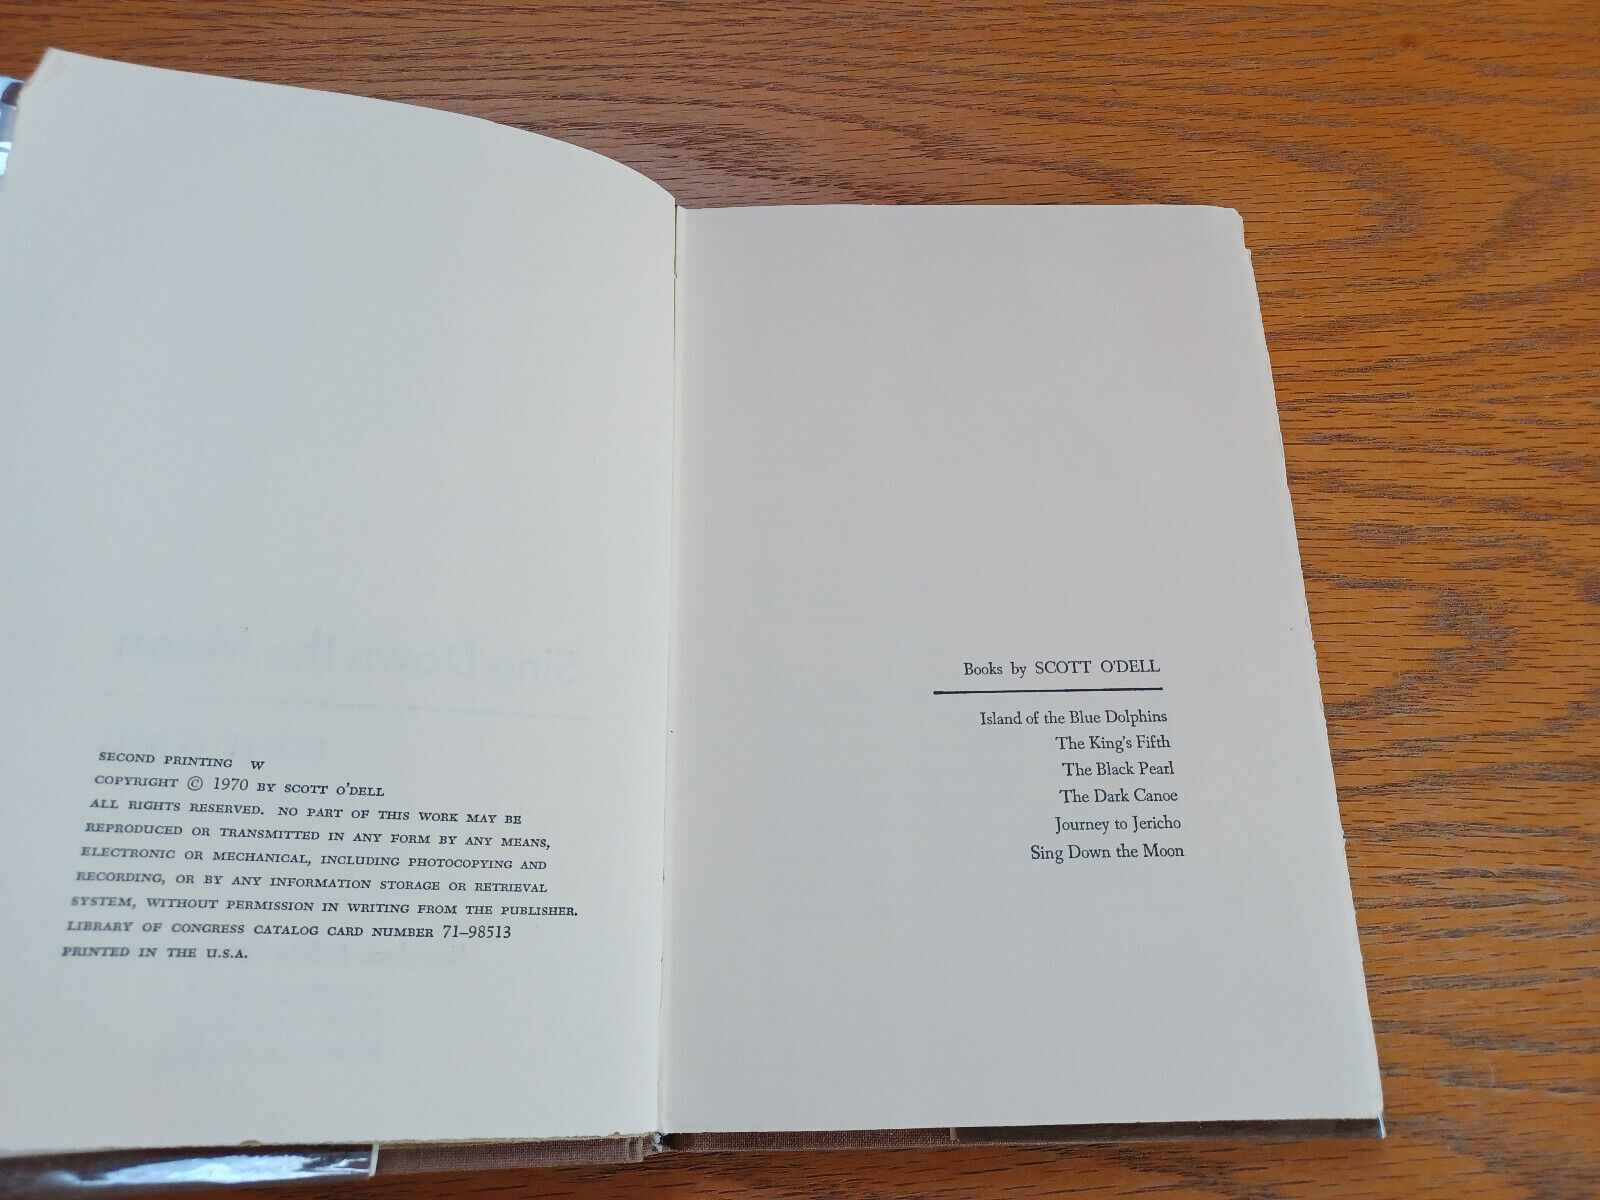 SECOND PRINTING W
COPYRIGHT © 1970 BY SCOTT O'DELL
ALL RIGHTS RESERVED. NO PART OF THIS WORK MAY BE
REPRODUCED OR TRANSMITTED IN ANY FORM BY ANY MEANS,
ELECTRONIC OR MECHANICAL, INCLUDING PHOTOCOPYING AND
RECORDING, OR BY ANY INFORMATION STORAGE OR RETRIEVAL
SYSTEM, WITHOUT PERMISSION IN WRITING FROM THE PUBLISHER.
LIBRARY OF CONGRESS CATALOG CARD NUMBER 71–98513
PRINTED IN THE U.S.A.
Books by SCOTT O'DELL
Island of the Blue Dolphins
The King's Fifth
The Black Pearl
The Dark Canoe
Journey to Jericho
Sing Down the Moon